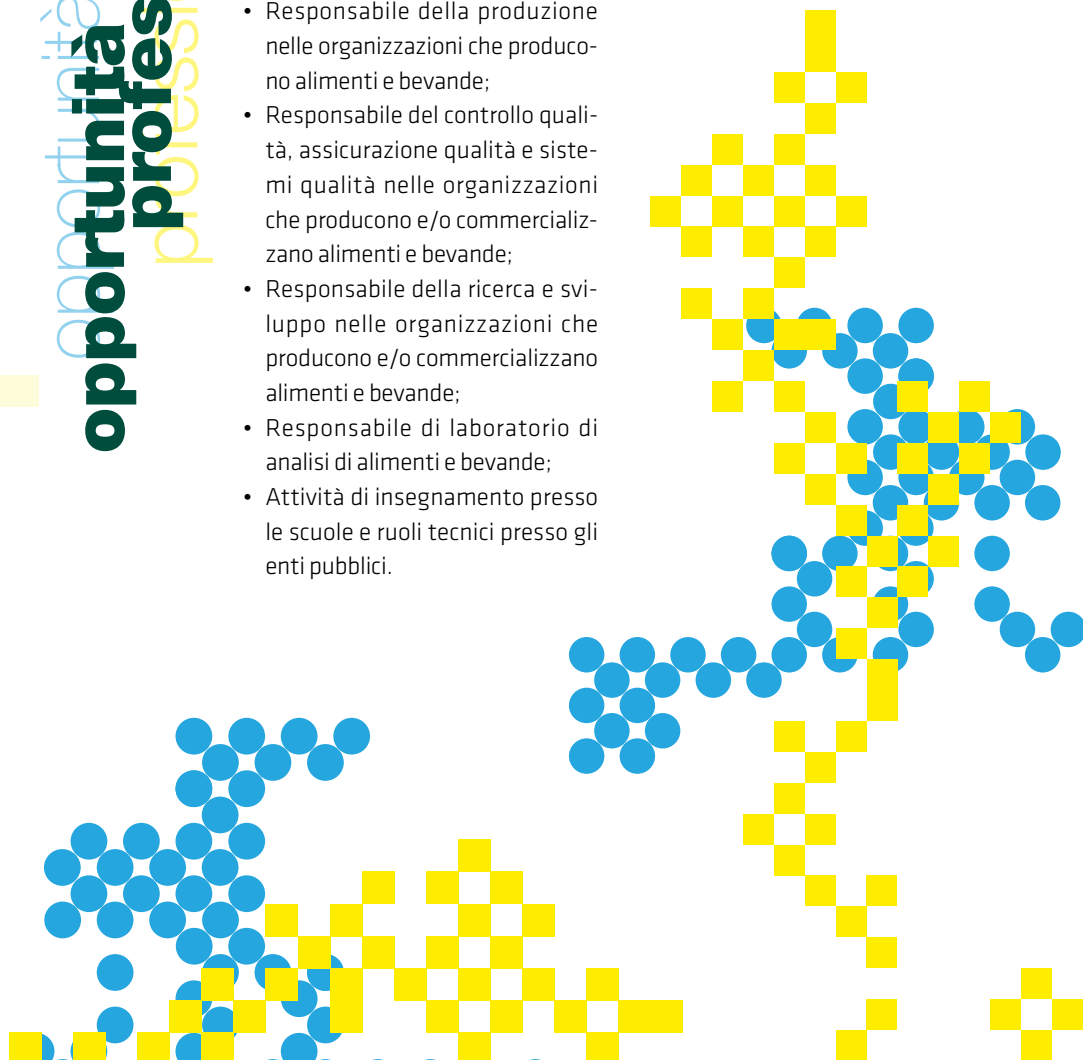 opportunità
profes
opportunità
professi
• Responsabile della produzione
nelle organizzazioni che produco-
no alimenti e bevande;
• Responsabile del controllo quali-
tà, assicurazione qualità e siste-
mi qualità nelle organizzazioni
che producono e/o commercializ-
zano alimenti e bevande;
• Responsabile della ricerca e svi-
luppo nelle organizzazioni che
producono e/o commercializzano
alimenti e bevande;
• Responsabile di laboratorio di
analisi di alimenti e bevande;
• Attività di insegnamento presso
le scuole e ruoli tecnici presso gli
enti pubblici.